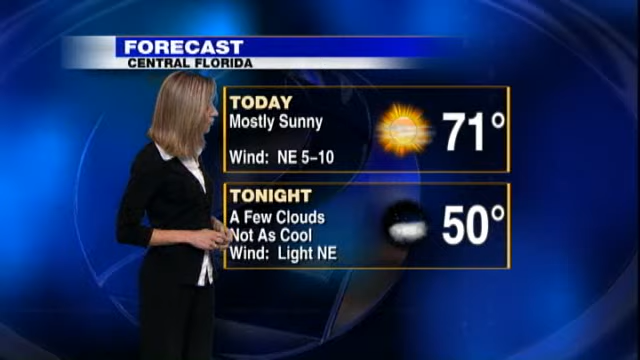 FORECAST
CENTRAL FLORIDA
TODAY
Mostly Sunny
Wind: NE 5-10
71°
TONIGHT
A Few Clouds
Not As Cool
Wind: Light NE
50°